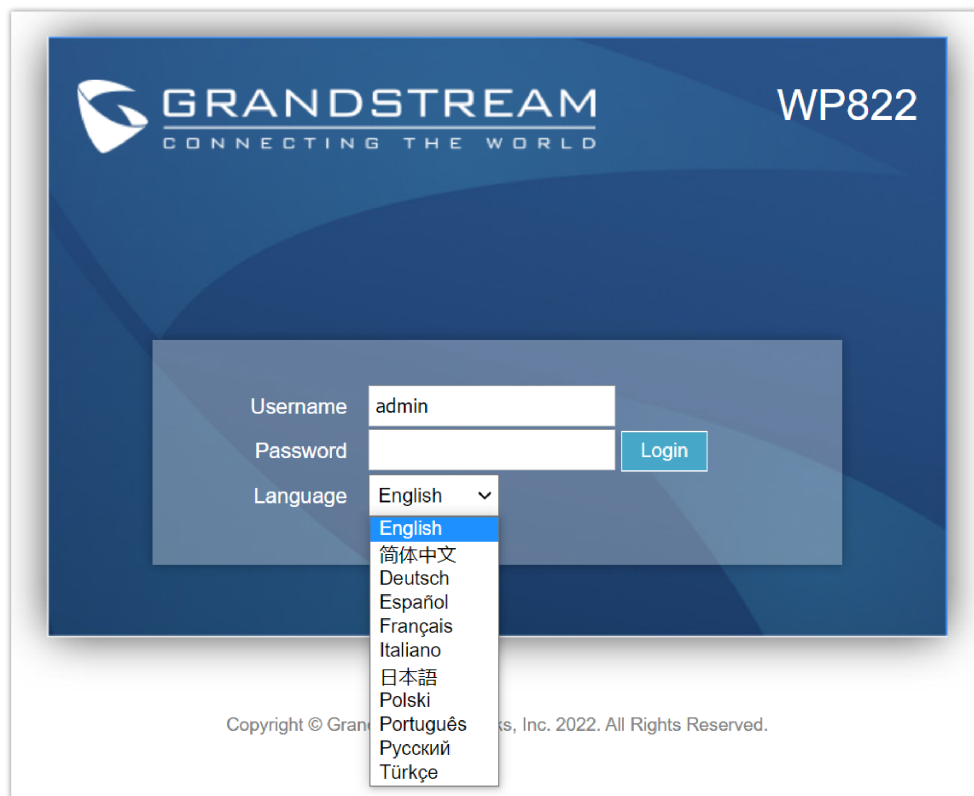 GRANDSTREAM
CONNECTING THE WORLD
WP822
Username admin
Password Login
Language English
English
简体中文
Deutsch
Español
Français
Italiano
日本語
Polski
Português
Русский
Türkçe
Copyright © Gran ks, Inc. 2022. All Rights Reserved.